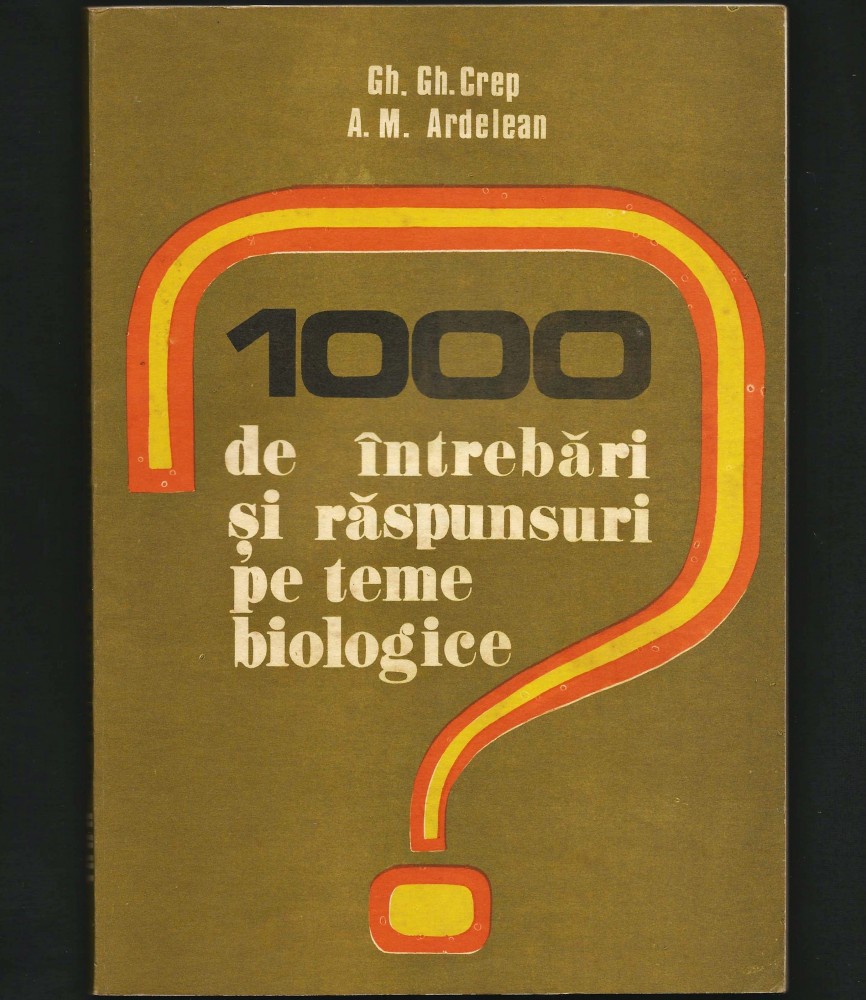 Gh. Gh. Crep
A. M. Ardelean
1000
de întrebări
și răspunsuri
pe teme
biologice